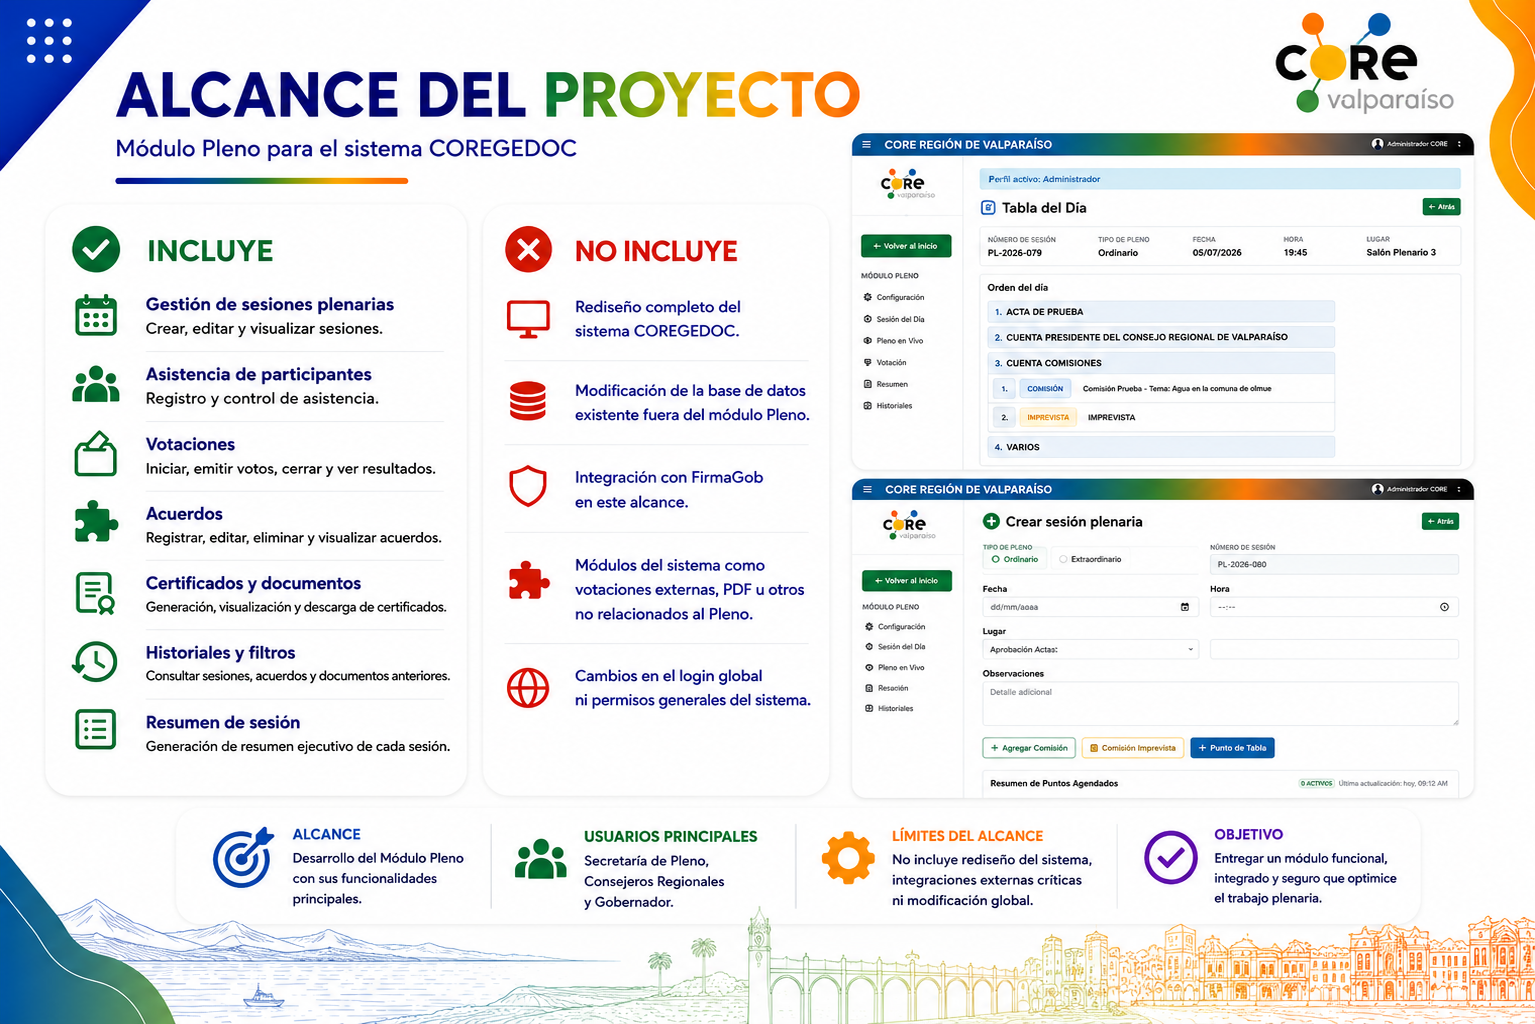 ALCANCE DEL PROYECTO
Módulo Pleno para el sistema COREGEDOC
CORE
valparaíso
INCLUYE
Gestión de sesiones plenarias
Crear, editar y visualizar sesiones.
Asistencia de participantes
Registro y control de asistencia.
Votaciones
Iniciar, emitir votos, cerrar y ver resultados.
Acuerdos
Registrar, editar, eliminar y visualizar acuerdos.
Certificados y documentos
Generación, visualización y descarga de certificados.
Historiales y filtros
Consultar sesiones, acuerdos y documentos anteriores.
Resumen de sesión
Generación de resumen ejecutivo de cada sesión.
NO INCLUYE
Rediseño completo del
sistema COREGEDOC.
Modificación de la base de datos
existente fuera del módulo Pleno.
Integración con FirmaGob
en este alcance.
Módulos del sistema como
votaciones externas, PDF u otros
no relacionados al Pleno.
Cambios en el login global
ni permisos generales del sistema.
CORE REGIÓN DE VALPARAÍSO
Administrador CORE
CORE
valparaíso
← Volver al inicio
MÓDULO PLENO
Configuración
Sesión del Día
Pleno en Vivo
Votación
Resumen
Historiales
Perfil activo: Administrador
Tabla del Día
← Atrás
NÚMERO DE SESIÓN TIPO DE PLENO FECHA HORA LUGAR
PL-2026-079 Ordinario 05/07/2026 19:45 Salón Plenario 3
Orden del día
1. ACTA DE PRUEBA
2. CUENTA PRESIDENTE DEL CONSEJO REGIONAL DE VALPARAÍSO
3. CUENTA COMISIONES
1. COMISIÓN Comisión Prueba - Tema: Agua en la comuna de olmue
2. IMPREVISTA IMPREVISTA
4. VARIOS
CORE REGIÓN DE VALPARAÍSO
Administrador CORE
CORE
valparaíso
← Volver al inicio
MÓDULO PLENO
Configuración
Sesión del Día
Pleno en Vivo
Resación
Historiales
Crear sesión plenaria
← Atrás
TIPO DE PLENO
Ordinario Extraordinario
NÚMERO DE SESIÓN
PL-2026-080
Fecha
dd/mm/aaaa
Hora
--:--
Lugar
Aprobación Actas:
Observaciones
Detalle adicional
+ Agregar Comisión
Comisión Imprevista
+ Punto de Tabla
Resumen de Puntos Agendados
0 ACTIVOS Última actualización: hoy, 09:12 AM
ALCANCE
Desarrollo del Módulo Pleno
con sus funcionalidades
principales.
USUARIOS PRINCIPALES
Secretaría de Pleno,
Consejeros Regionales
y Gobernador.
LÍMITES DEL ALCANCE
No incluye rediseño del sistema,
integraciones externas críticas
ni modificación global.
OBJETIVO
Entregar un módulo funcional,
integrado y seguro que optimice
el trabajo plenaria.